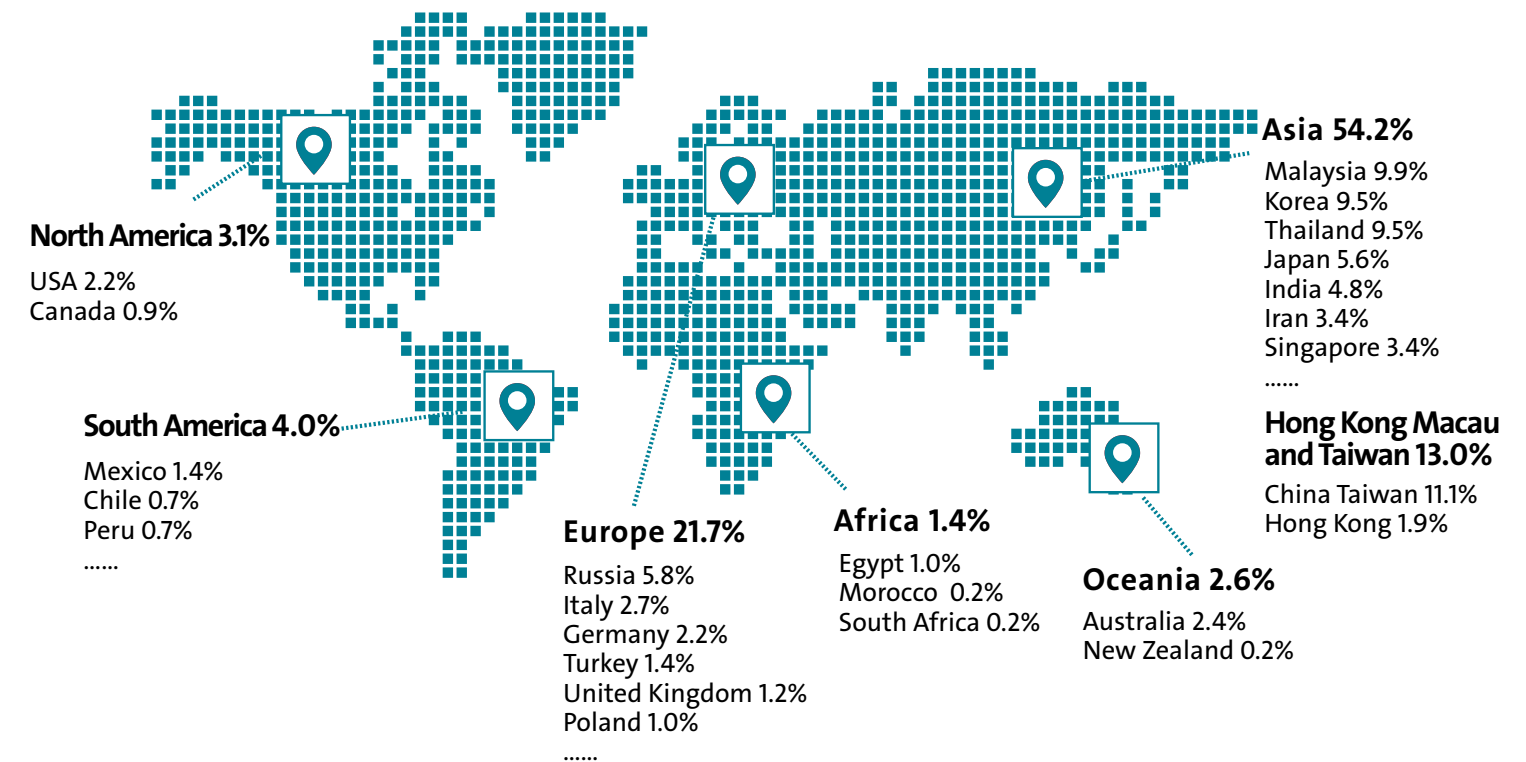 North America 3.1%
USA 2.2%
Canada 0.9%
South America 4.0%
Mexico 1.4%
Chile 0.7%
Peru 0.7%
......
Europe 21.7%
Russia 5.8%
Italy 2.7%
Germany 2.2%
Turkey 1.4%
United Kingdom 1.2%
Poland 1.0%
......
Africa 1.4%
Egypt 1.0%
Morocco 0.2%
South Africa 0.2%
Asia 54.2%
Malaysia 9.9%
Korea 9.5%
Thailand 9.5%
Japan 5.6%
India 4.8%
Iran 3.4%
Singapore 3.4%
......
Hong Kong Macau
and Taiwan 13.0%
China Taiwan 11.1%
Hong Kong 1.9%
Oceania 2.6%
Australia 2.4%
New Zealand 0.2%